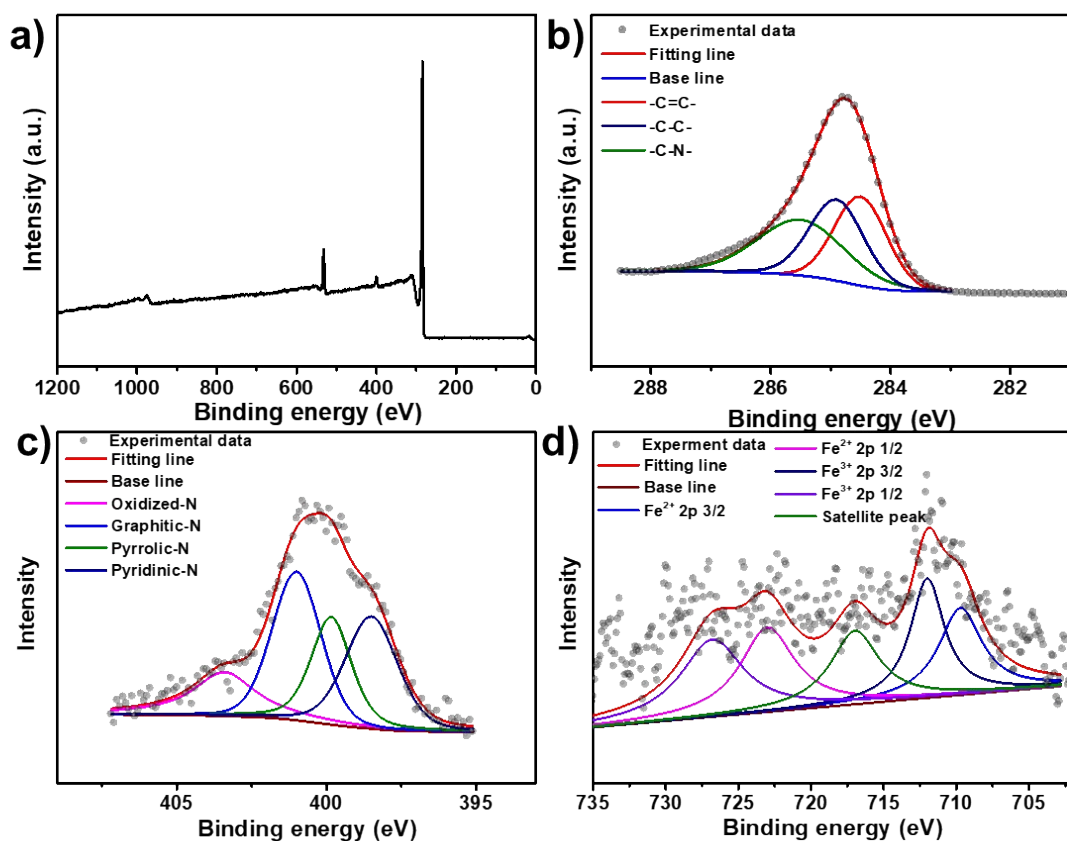 a)
Intensity (a.u.)
1200 1000 800 600 400 200 0
Binding energy (eV)
b)
Experimental data
Fitting line
Base line
-C=C-
-C-C-
-C-N-
Intensity (a.u.)
288 286 284 282
Binding energy (eV)
c)
Experimental data
Fitting line
Base line
Oxidized-N
Graphitic-N
Pyrrolic-N
Pyridinic-N
Intensity
405 400 395
Binding energy (eV)
d)
Experiment data
Fitting line
Base line
Fe²⁺ 2p 3/2
Fe²⁺ 2p 1/2
Fe³⁺ 2p 3/2
Fe³⁺ 2p 1/2
Satellite peak
Intensity
735 730 725 720 715 710 705
Binding energy (eV)